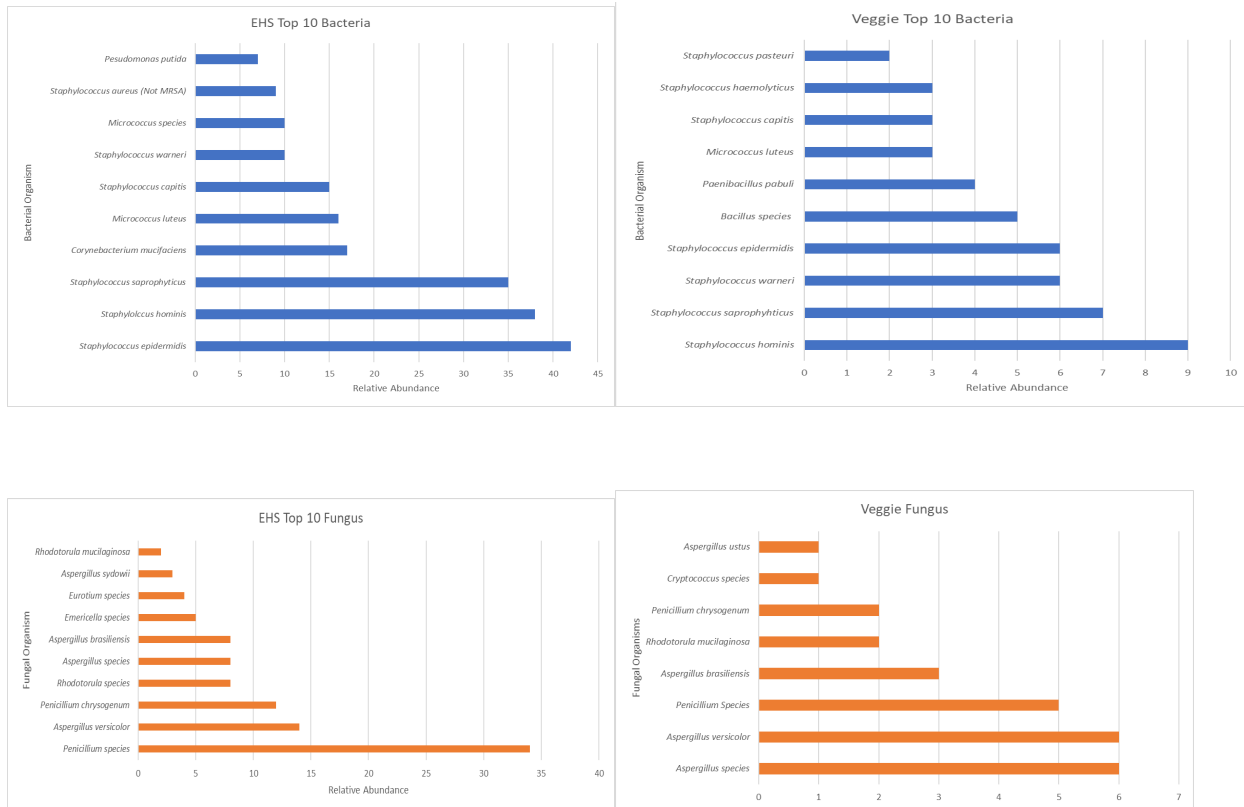 EHS Top 10 Bacteria
Bacterial Organism
Pesudomonas putida
Staphylococcus aureus (Not MRSA)
Micrococcus species
Staphylococcus warneri
Staphylococcus capitis
Micrococcus luteus
Corynebacterium mucifaciens
Staphylococcus saprophyticus
Staphylolccus hominis
Staphylococcus epidermidis
0 5 10 15 20 25 30 35 40 45
Relative Abundance
Veggie Top 10 Bacteria
Bacterial Organism
Staphylococcus pasteuri
Staphylococcus haemolyticus
Staphylococcus capitis
Micrococcus luteus
Paenibacillus pabuli
Bacillus species
Staphylococcus epidermidis
Staphylococcus warneri
Staphylococcus saprophyhticus
Staphylococcus hominis
0 1 2 3 4 5 6 7 8 9 10
Relative Abundance
EHS Top 10 Fungus
Fungal Organism
Rhodotorula mucilaginosa
Aspergillus sydowii
Eurotium species
Emericella species
Aspergillus brasiliensis
Aspergillus species
Rhodotorula species
Penicillium chrysogenum
Aspergillus versicolor
Penicillium species
0 5 10 15 20 25 30 35 40
Relative Abundance
Veggie Fungus
Fungal Organisms
Aspergillus ustus
Cryptococcus species
Penicillium chrysogenum
Rhodotorula mucilaginosa
Aspergillus brasiliensis
Penicillium Species
Aspergillus versicolor
Aspergillus species
0 1 2 3 4 5 6 7